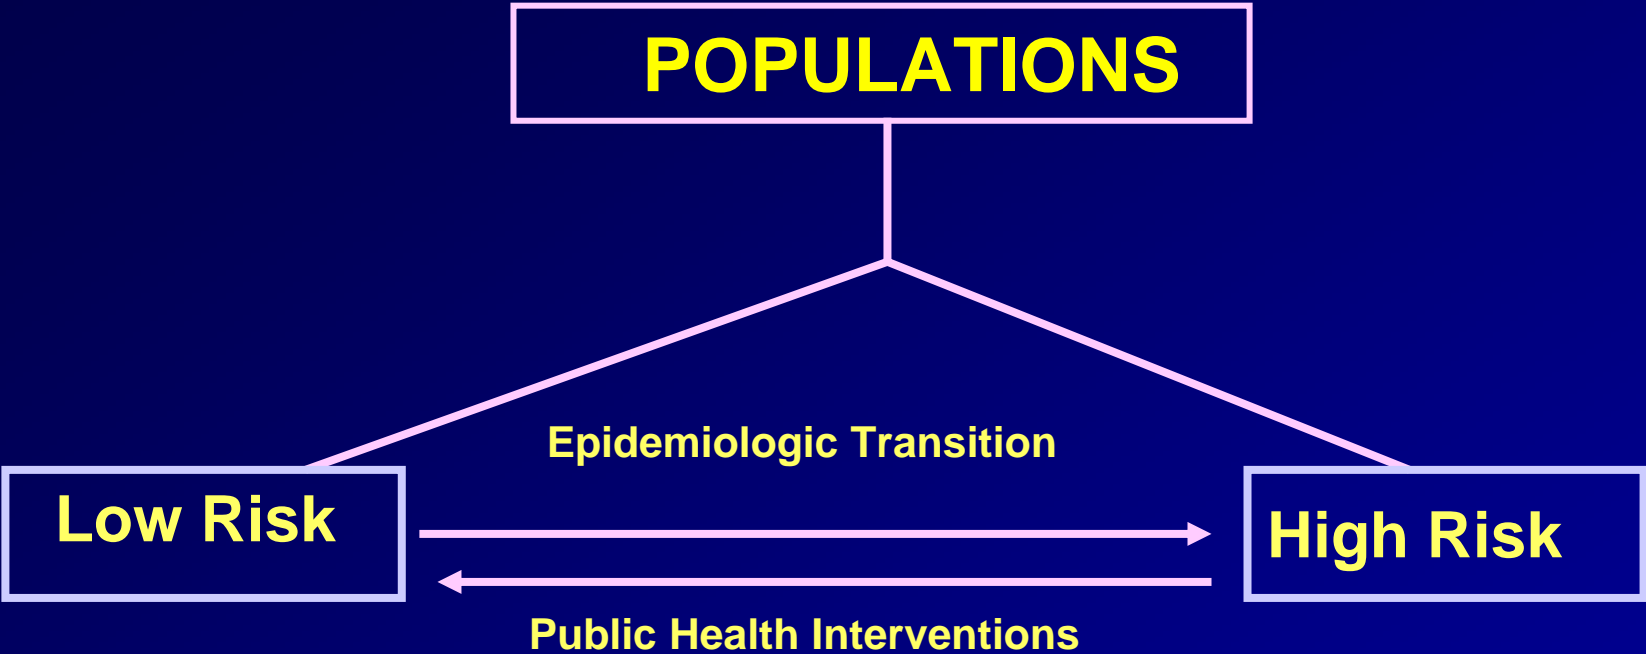 POPULATIONS
Epidemiologic Transition
Low Risk
High Risk
Public Health Interventions